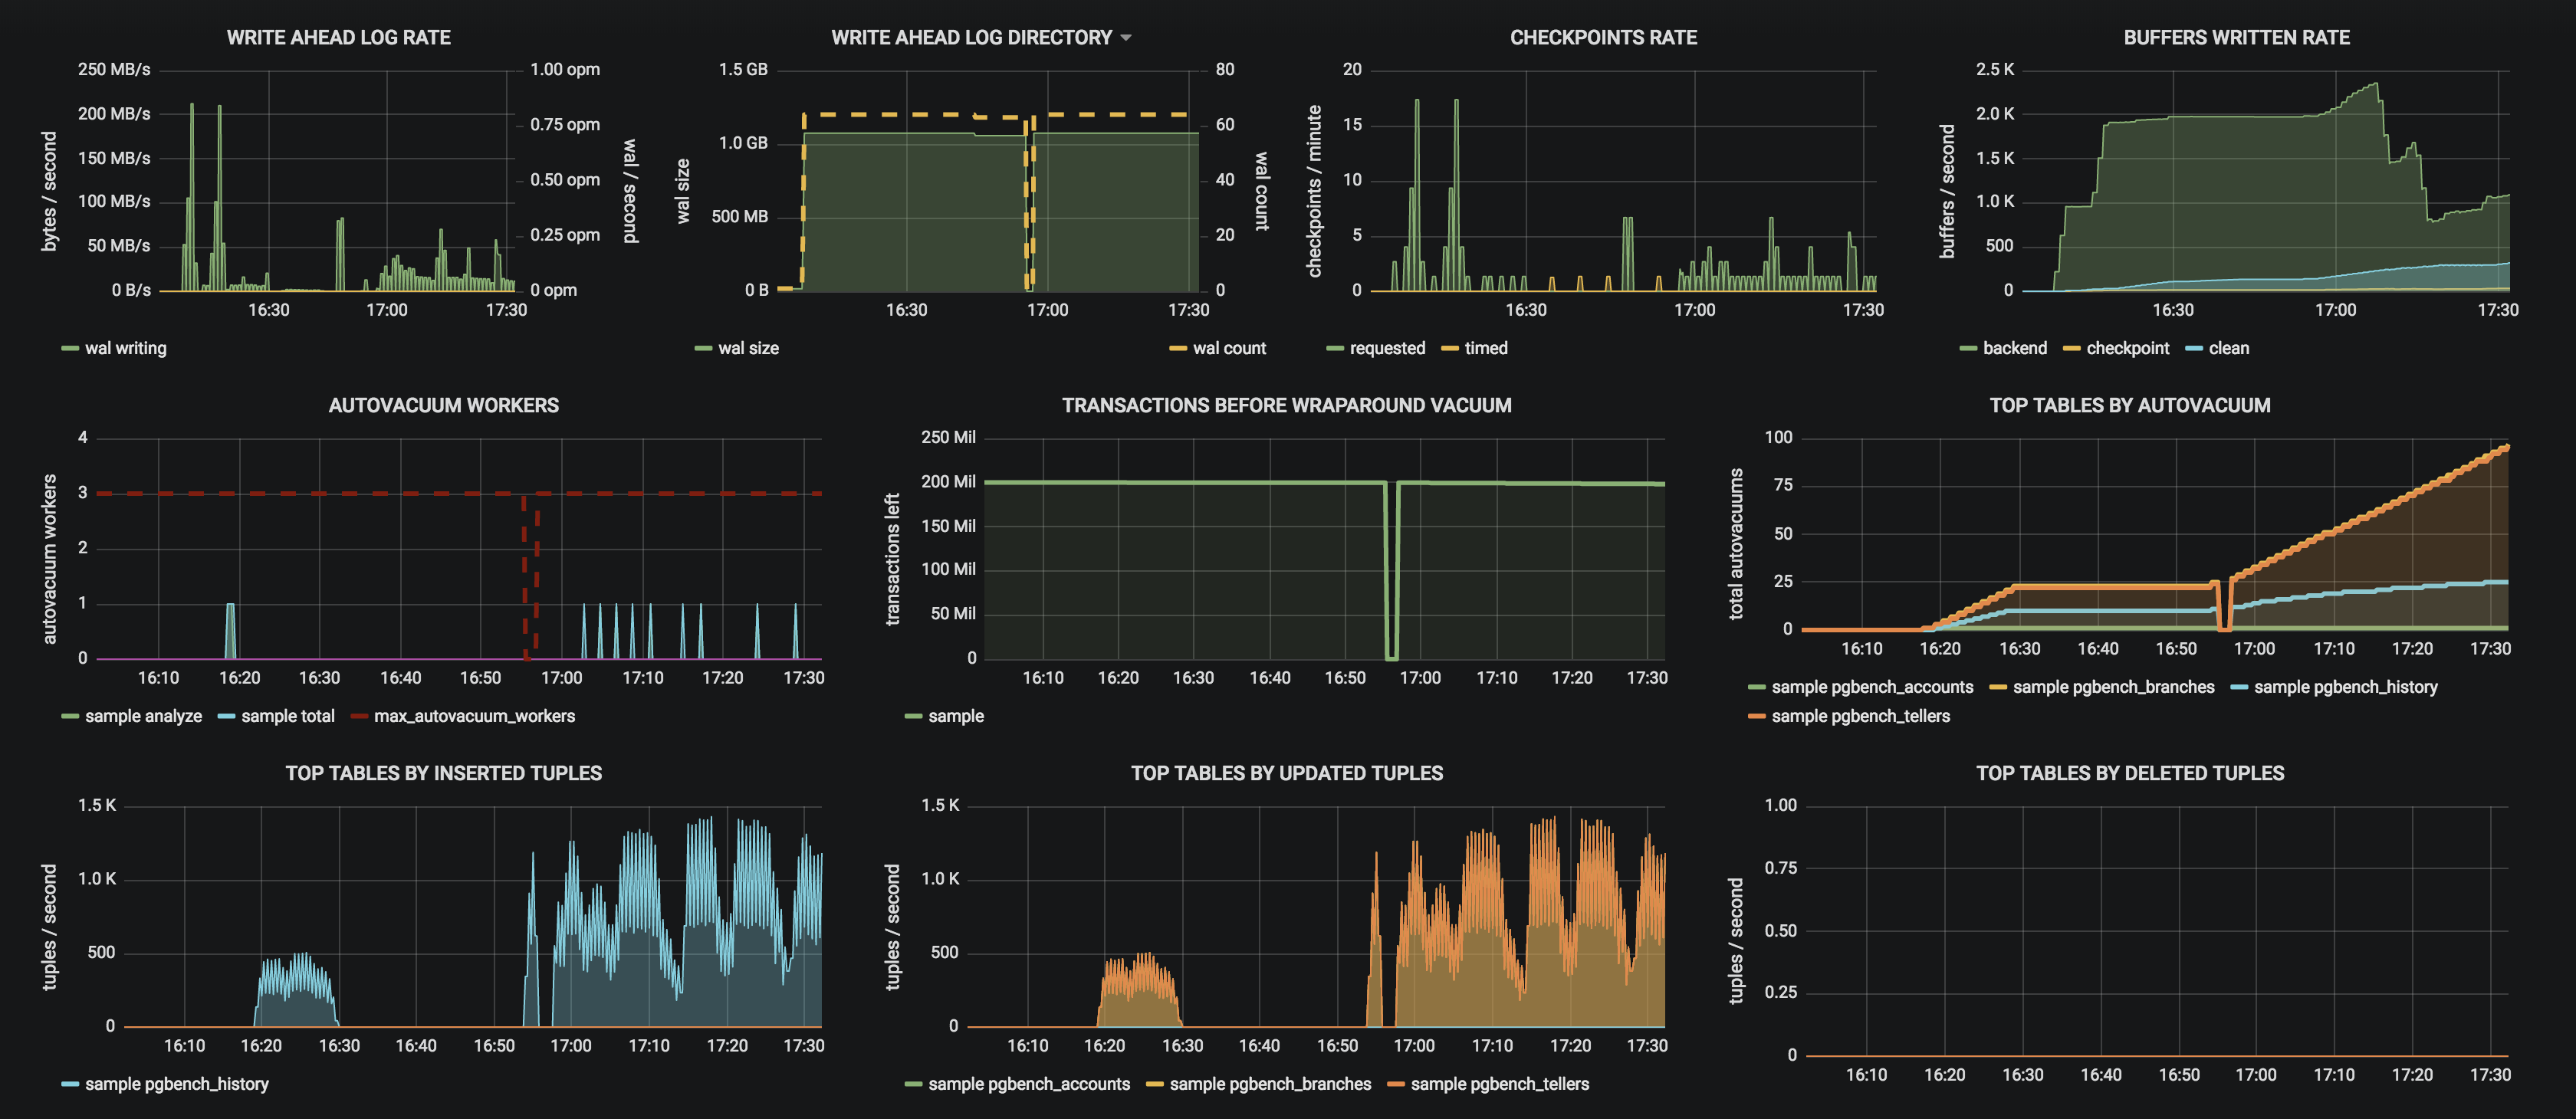 WRITE AHEAD LOG RATE
250 MB/s
200 MB/s
150 MB/s
100 MB/s
50 MB/s
0 B/s
bytes / second
1.00 opm
0.75 opm
0.50 opm
0.25 opm
0 opm
wal / second
16:30 17:00 17:30
wal writing
WRITE AHEAD LOG DIRECTORY
1.5 GB
1.0 GB
500 MB
0 B
wal size
80
60
40
20
0
wal count
16:30 17:00 17:30
wal size wal count
CHECKPOINTS RATE
20
15
10
5
0
checkpoints / minute
16:30 17:00 17:30
requested timed
BUFFERS WRITTEN RATE
2.5 K
2.0 K
1.5 K
1.0 K
500
0
buffers / second
16:30 17:00 17:30
backend checkpoint clean
AUTOVACUUM WORKERS
4
3
2
1
0
autovacuum workers
16:10 16:20 16:30 16:40 16:50 17:00 17:10 17:20 17:30
sample analyze sample total max_autovacuum_workers
TRANSACTIONS BEFORE WRAPAROUND VACUUM
250 Mil
200 Mil
150 Mil
100 Mil
50 Mil
0
transactions left
16:10 16:20 16:30 16:40 16:50 17:00 17:10 17:20 17:30
sample
TOP TABLES BY AUTOVACUUM
100
75
50
25
0
total autovacuums
16:10 16:20 16:30 16:40 16:50 17:00 17:10 17:20 17:30
sample pgbench_accounts sample pgbench_branches sample pgbench_history
sample pgbench_tellers
TOP TABLES BY INSERTED TUPLES
1.5 K
1.0 K
500
0
tuples / second
16:10 16:20 16:30 16:40 16:50 17:00 17:10 17:20 17:30
sample pgbench_history
TOP TABLES BY UPDATED TUPLES
1.5 K
1.0 K
500
0
tuples / second
16:10 16:20 16:30 16:40 16:50 17:00 17:10 17:20 17:30
sample pgbench_accounts sample pgbench_branches sample pgbench_tellers
TOP TABLES BY DELETED TUPLES
1.00
0.75
0.50
0.25
0
tuples / second
16:10 16:20 16:30 16:40 16:50 17:00 17:10 17:20 17:30